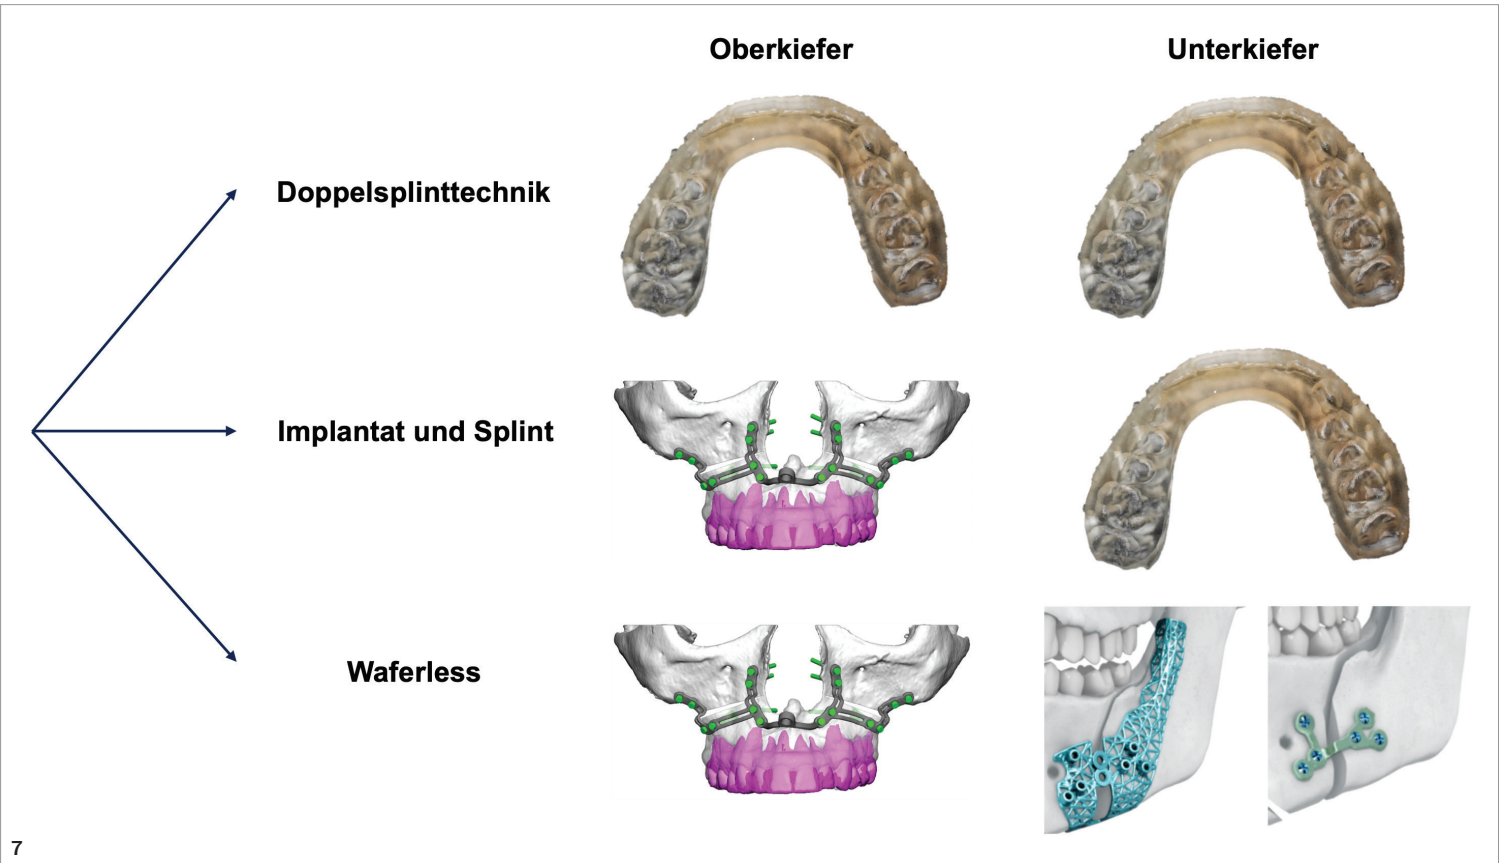 Oberkiefer
Unterkiefer
Doppelsplinttechnik
Implantat und Splint
Waferless
7